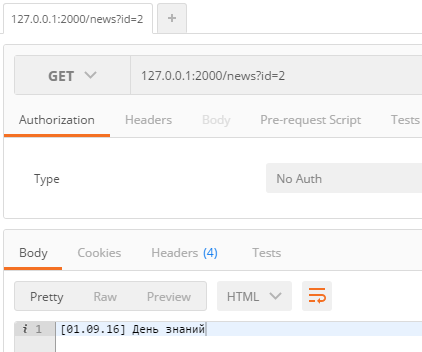 127.0.0.1:2000/news?id=2 +
GET 127.0.0.1:2000/news?id=2
Authorization Headers Body Pre-request Script Tests
Type No Auth
Body Cookies Headers (4) Tests
Pretty Raw Preview HTML
i 1 [01.09.16] День знаний